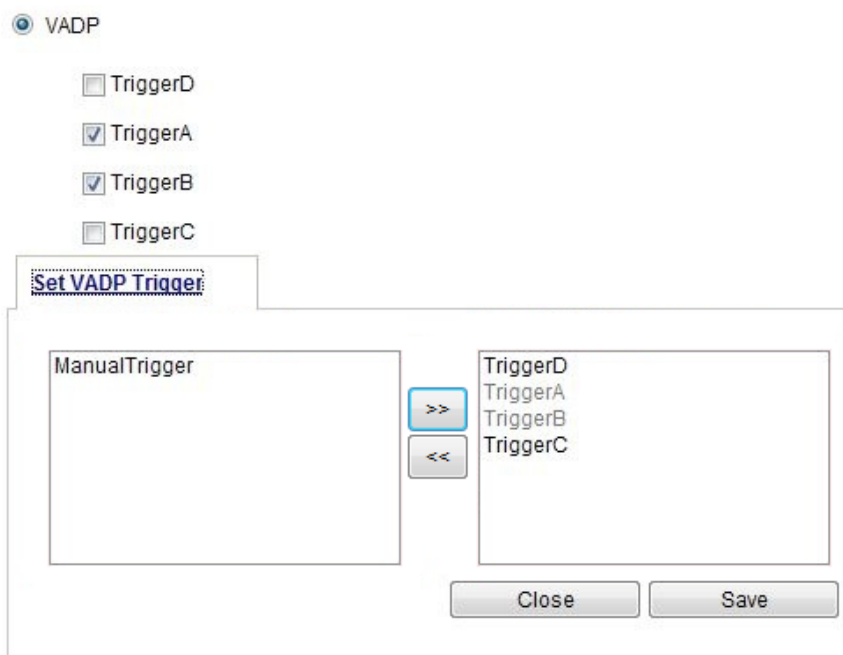 VADP
TriggerD
TriggerA
TriggerB
TriggerC
Set VADP Trigger
ManualTrigger
>>
<<
TriggerD
TriggerA
TriggerB
TriggerC
Close
Save